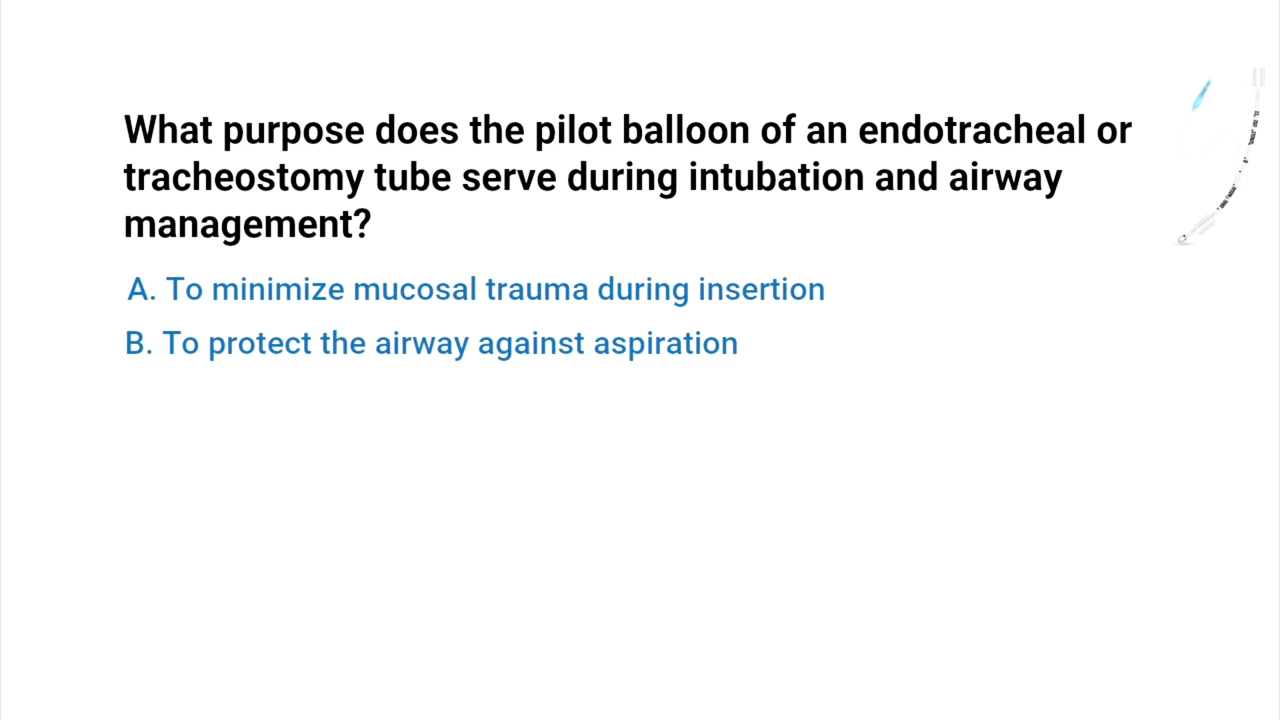 What purpose does the pilot balloon of an endotracheal or
tracheostomy tube serve during intubation and airway
management?
A. To minimize mucosal trauma during insertion
B. To protect the airway against aspiration